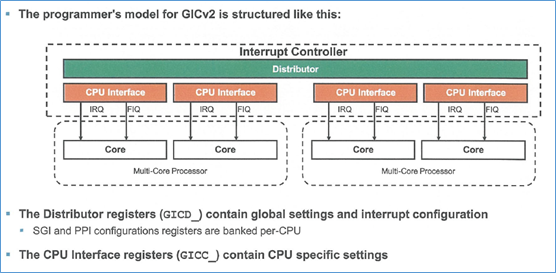 The programmer's model for GICv2 is structured like this:
Interrupt Controller
Distributor
CPU Interface CPU Interface CPU Interface CPU Interface
IRQ FIQ IRQ FIQ IRQ FIQ IRQ FIQ
Core Core Core Core
Multi-Core Processor Multi-Core Processor
The Distributor registers (GICD_) contain global settings and interrupt configuration
SGI and PPI configurations registers are banked per-CPU
The CPU Interface registers (GICC_) contain CPU specific settings